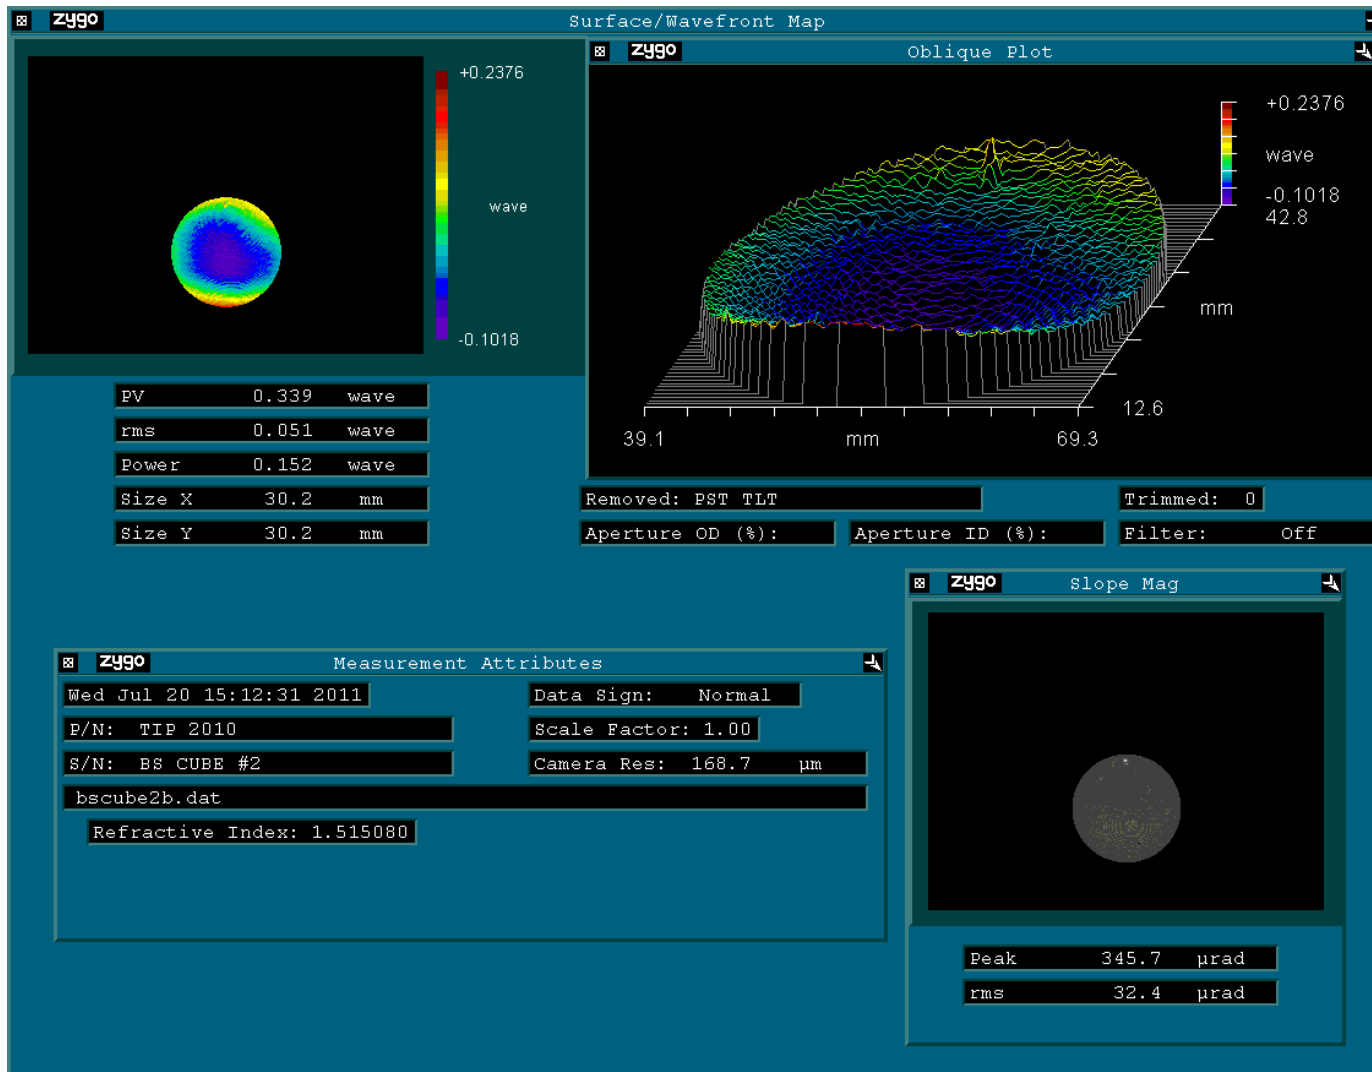 zygo Surface/Wavefront Map
+0.2376
wave
-0.1018
zygo Oblique Plot
+0.2376
wave
-0.1018
42.8
mm
12.6
39.1 mm 69.3
PV 0.339 wave
rms 0.051 wave
Power 0.152 wave
Size X 30.2 mm
Size Y 30.2 mm
Removed: PST TLT Trimmed: 0
Aperture OD (%): Aperture ID (%): Filter: Off
zygo Slope Mag
Peak 345.7 µrad
rms 32.4 µrad
zygo Measurement Attributes
Wed Jul 20 15:12:31 2011 Data Sign: Normal
P/N: TIP 2010 Scale Factor: 1.00
S/N: BS CUBE #2 Camera Res: 168.7 µm
bscube2b.dat
Refractive Index: 1.515080